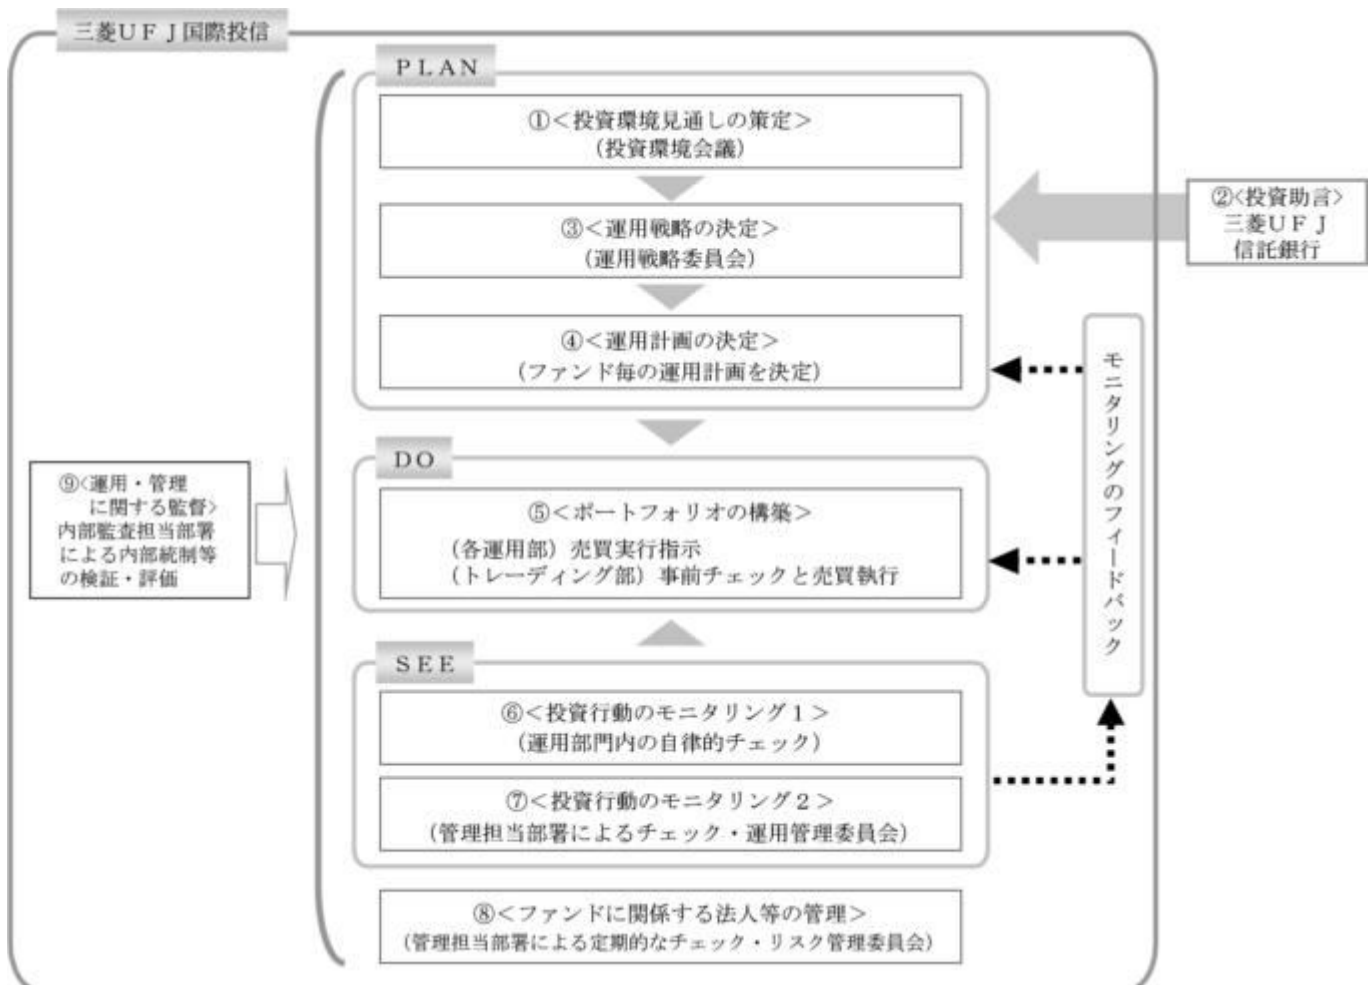 三菱ＵＦＪ国際投信
ＰＬＡＮ
①＜投資環境見通しの策定＞
（投資環境会議）
②＜投資助言＞
三菱ＵＦＪ
信託銀行
③＜運用戦略の決定＞
（運用戦略委員会）
④＜運用計画の決定＞
（ファンド毎の運用計画を決定）
モニタリングのフィードバック
ＤＯ
⑤＜ポートフォリオの構築＞
（各運用部）売買実行指示
（トレーディング部）事前チェックと売買執行
⑨＜運用・管理
に関する監督＞
内部監査担当部署
による内部統制等
の検証・評価
ＳＥＥ
⑥＜投資行動のモニタリング１＞
（運用部門内の自律的チェック）
⑦＜投資行動のモニタリング２＞
（管理担当部署によるチェック・運用管理委員会）
⑧＜ファンドに関係する法人等の管理＞
（管理担当部署による定期的なチェック・リスク管理委員会）